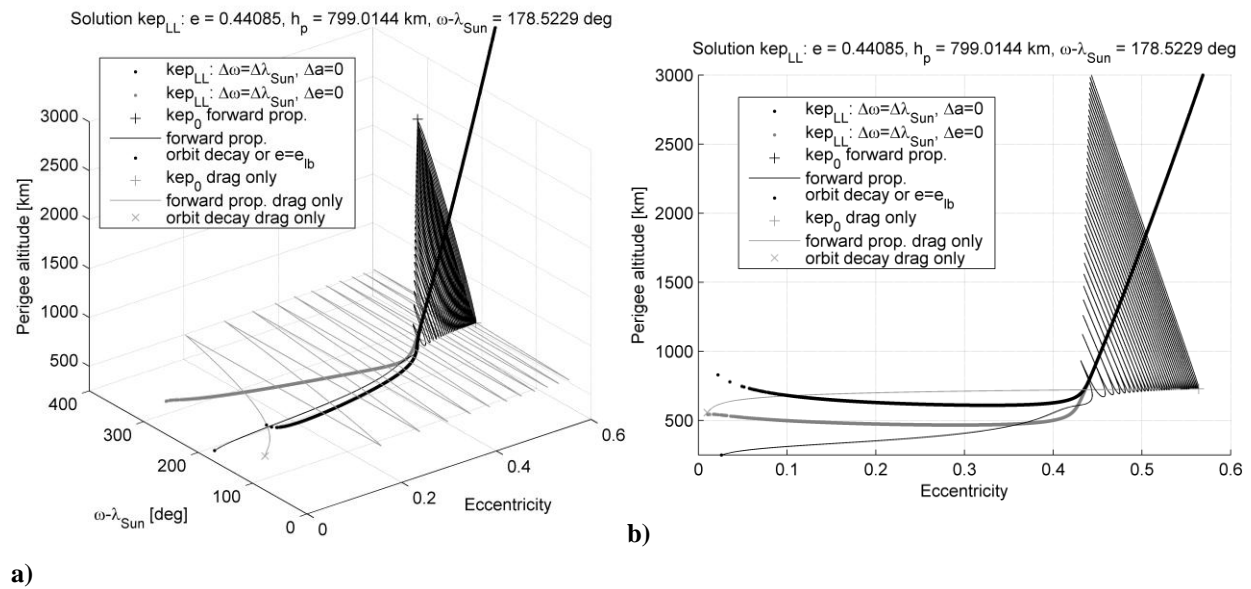 Solution kep_LL: e = 0.44085, h_p = 799.0144 km, ω-λ_Sun = 178.5229 deg
kep_LL: Δω=Δλ_Sun, Δa=0
kep_LL: Δω=Δλ_Sun, Δe=0
kep_0 forward prop.
forward prop.
orbit decay or e=e_lb
kep_0 drag only
forward prop. drag only
orbit decay drag only
Perigee altitude [km]
3000
2500
2000
1500
1000
500
400
300
200
100
0
ω-λ_Sun [deg]
0
0.2
0.4
0.6
Eccentricity
a)
Solution kep_LL: e = 0.44085, h_p = 799.0144 km, ω-λ_Sun = 178.5229 deg
kep_LL: Δω=Δλ_Sun, Δa=0
kep_LL: Δω=Δλ_Sun, Δe=0
kep_0 forward prop.
forward prop.
orbit decay or e=e_lb
kep_0 drag only
forward prop. drag only
orbit decay drag only
Perigee altitude [km]
3000
2500
2000
1500
1000
500
0
0.1
0.2
0.3
0.4
0.5
0.6
Eccentricity
b)